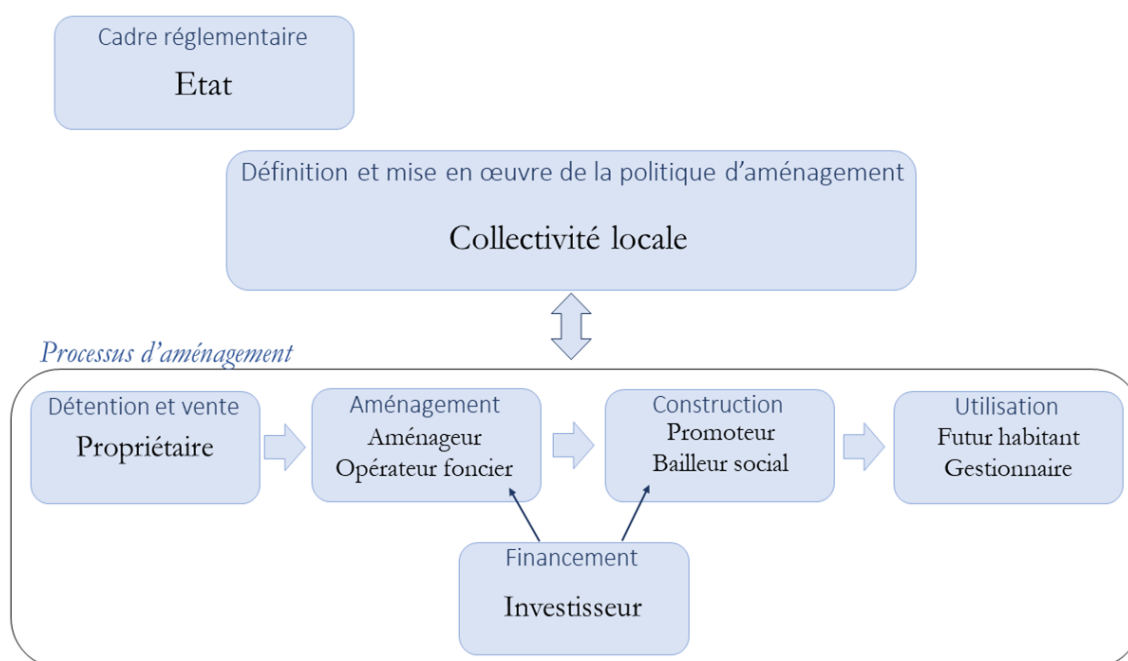 Cadre réglementaire
Etat
Définition et mise en œuvre de la politique d'aménagement
Collectivité locale
Processus d'aménagement
Détention et vente
Propriétaire
Aménagement
Aménageur
Opérateur foncier
Construction
Promoteur
Bailleur social
Utilisation
Futur habitant
Gestionnaire
Financement
Investisseur